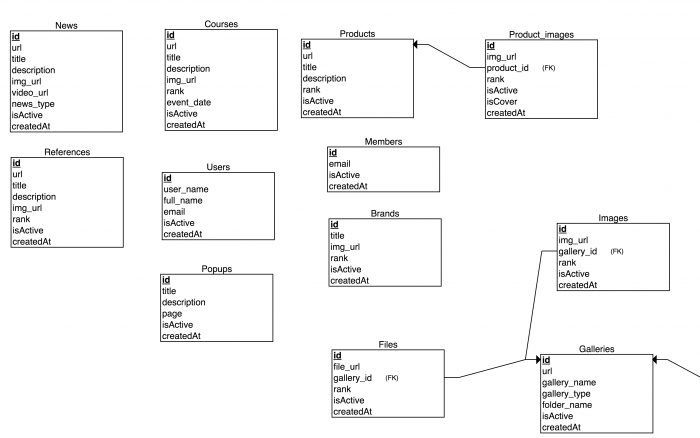 News
id
url
title
description
img_url
video_url
news_type
isActive
createdAt
Courses
id
url
title
description
img_url
rank
event_date
isActive
createdAt
Products
id
url
title
description
rank
isActive
createdAt
Product_images
id
img_url
product_id (FK)
rank
isActive
isCover
createdAt
References
id
url
title
description
img_url
rank
isActive
createdAt
Users
id
user_name
full_name
email
isActive
createdAt
Members
id
email
isActive
createdAt
Brands
id
title
img_url
rank
isActive
createdAt
Images
id
img_url
gallery_id (FK)
rank
isActive
createdAt
Popups
id
title
description
page
isActive
createdAt
Files
id
file_url
gallery_id (FK)
rank
isActive
createdAt
Galleries
id
url
gallery_name
gallery_type
folder_name
isActive
createdAt